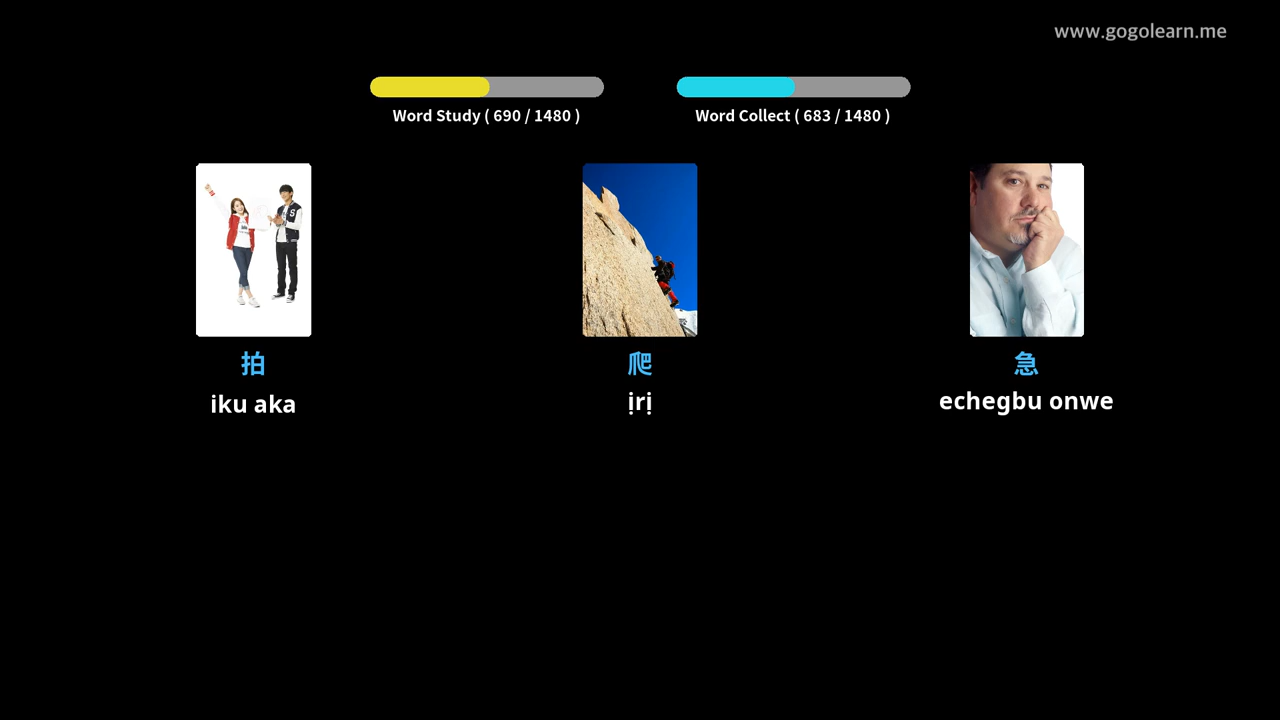 www.gogolearn.me
Word Study ( 690 / 1480 )
Word Collect ( 683 / 1480 )
拍
爬
急
iku aka
ịrị
echegbu onwe